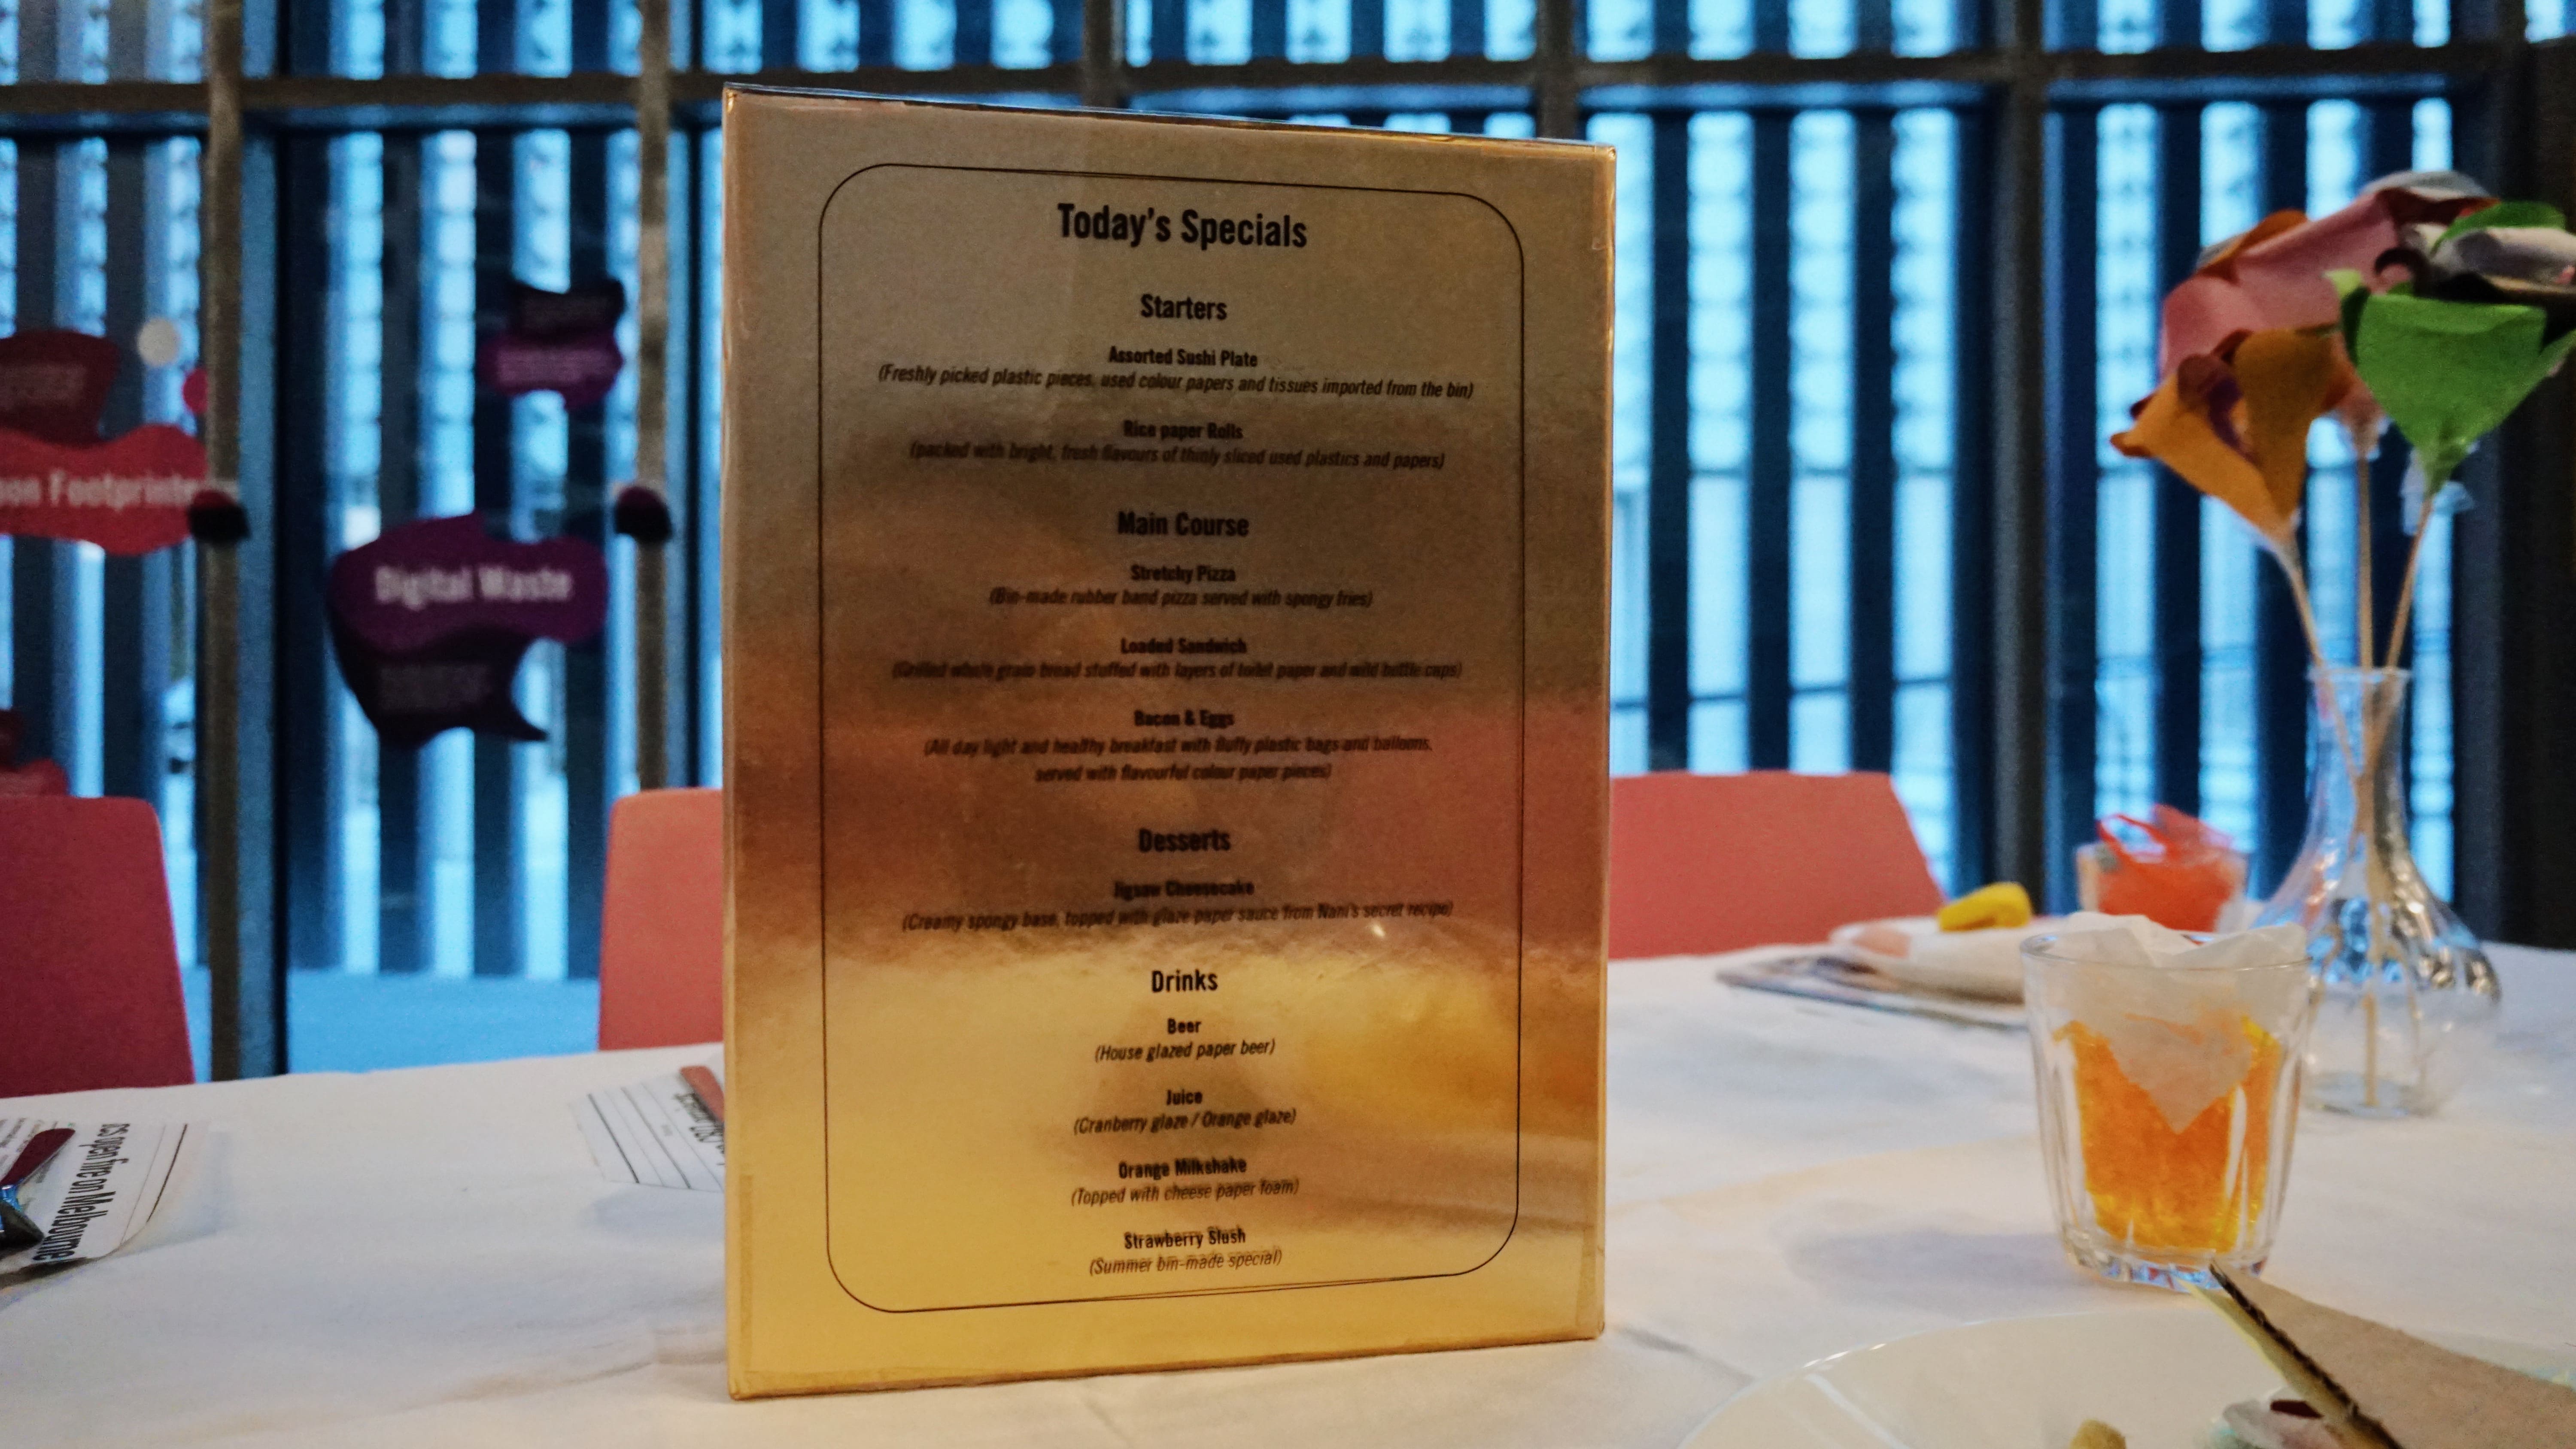 Today's Specials
Starters
Assorted Sushi Plate
(Freshly picked plastic pieces, used colour papers and tissues imported from the bin)
Rice paper Rolls
(packed with bright, fresh flavours of thinly sliced used plastics and papers)
Main Course
Stretchy Pizza
(Bin-made rubber band pizza served with spongy fries)
Loaded Sandwich
(Grilled whole grain bread stuffed with layers of toilet paper and wild bottle caps)
Bacon & Eggs
(All day light and healthy breakfast with fluffy plastic bags and balloons,
served with flavourful colour paper pieces)
Desserts
Jigsaw Cheesecake
(Creamy spongy base, topped with glaze paper sauce from Nani's secret recipe)
Drinks
Beer
(House glazed paper beer)
Juice
(Cranberry glaze / Orange glaze)
Orange Milkshake
(Topped with cheese paper foam)
Strawberry Slush
(Summer bin-made special)
Footprints
Digital Waste
open fire on Melbourne